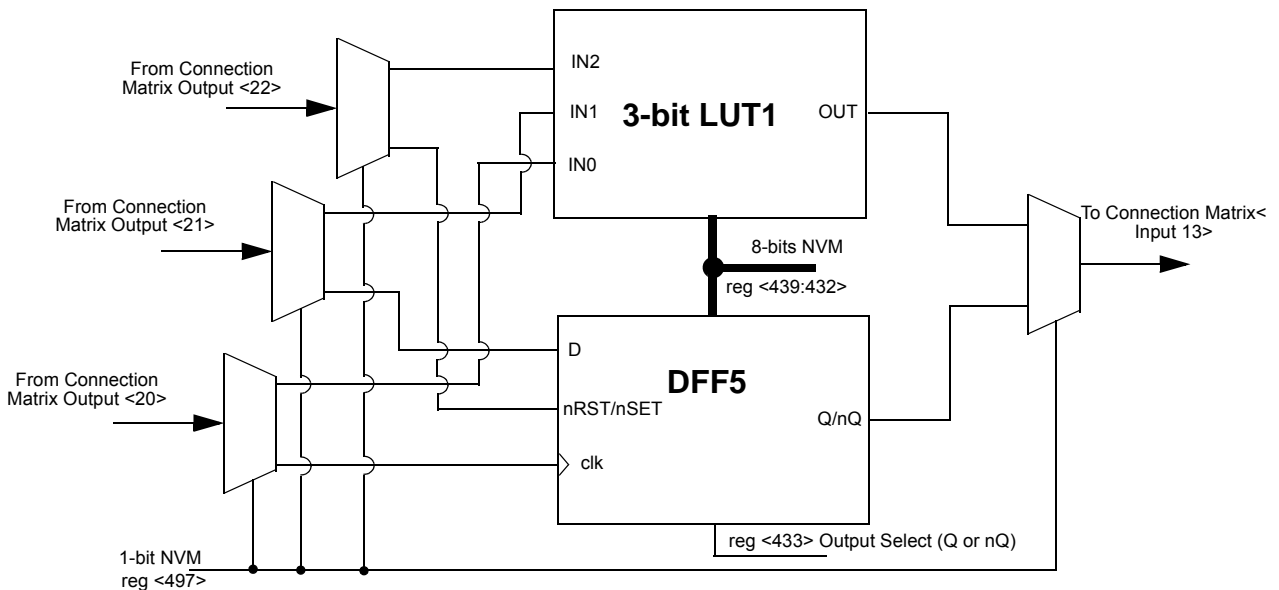 From Connection
Matrix Output <22>
IN2
IN1
IN0
3-bit LUT1
OUT
From Connection
Matrix Output <21>
To Connection Matrix<
Input 13>
8-bits NVM
reg <439:432>
D
DFF5
nRST/nSET
Q/nQ
clk
From Connection
Matrix Output <20>
reg <433> Output Select (Q or nQ)
1-bit NVM
reg <497>